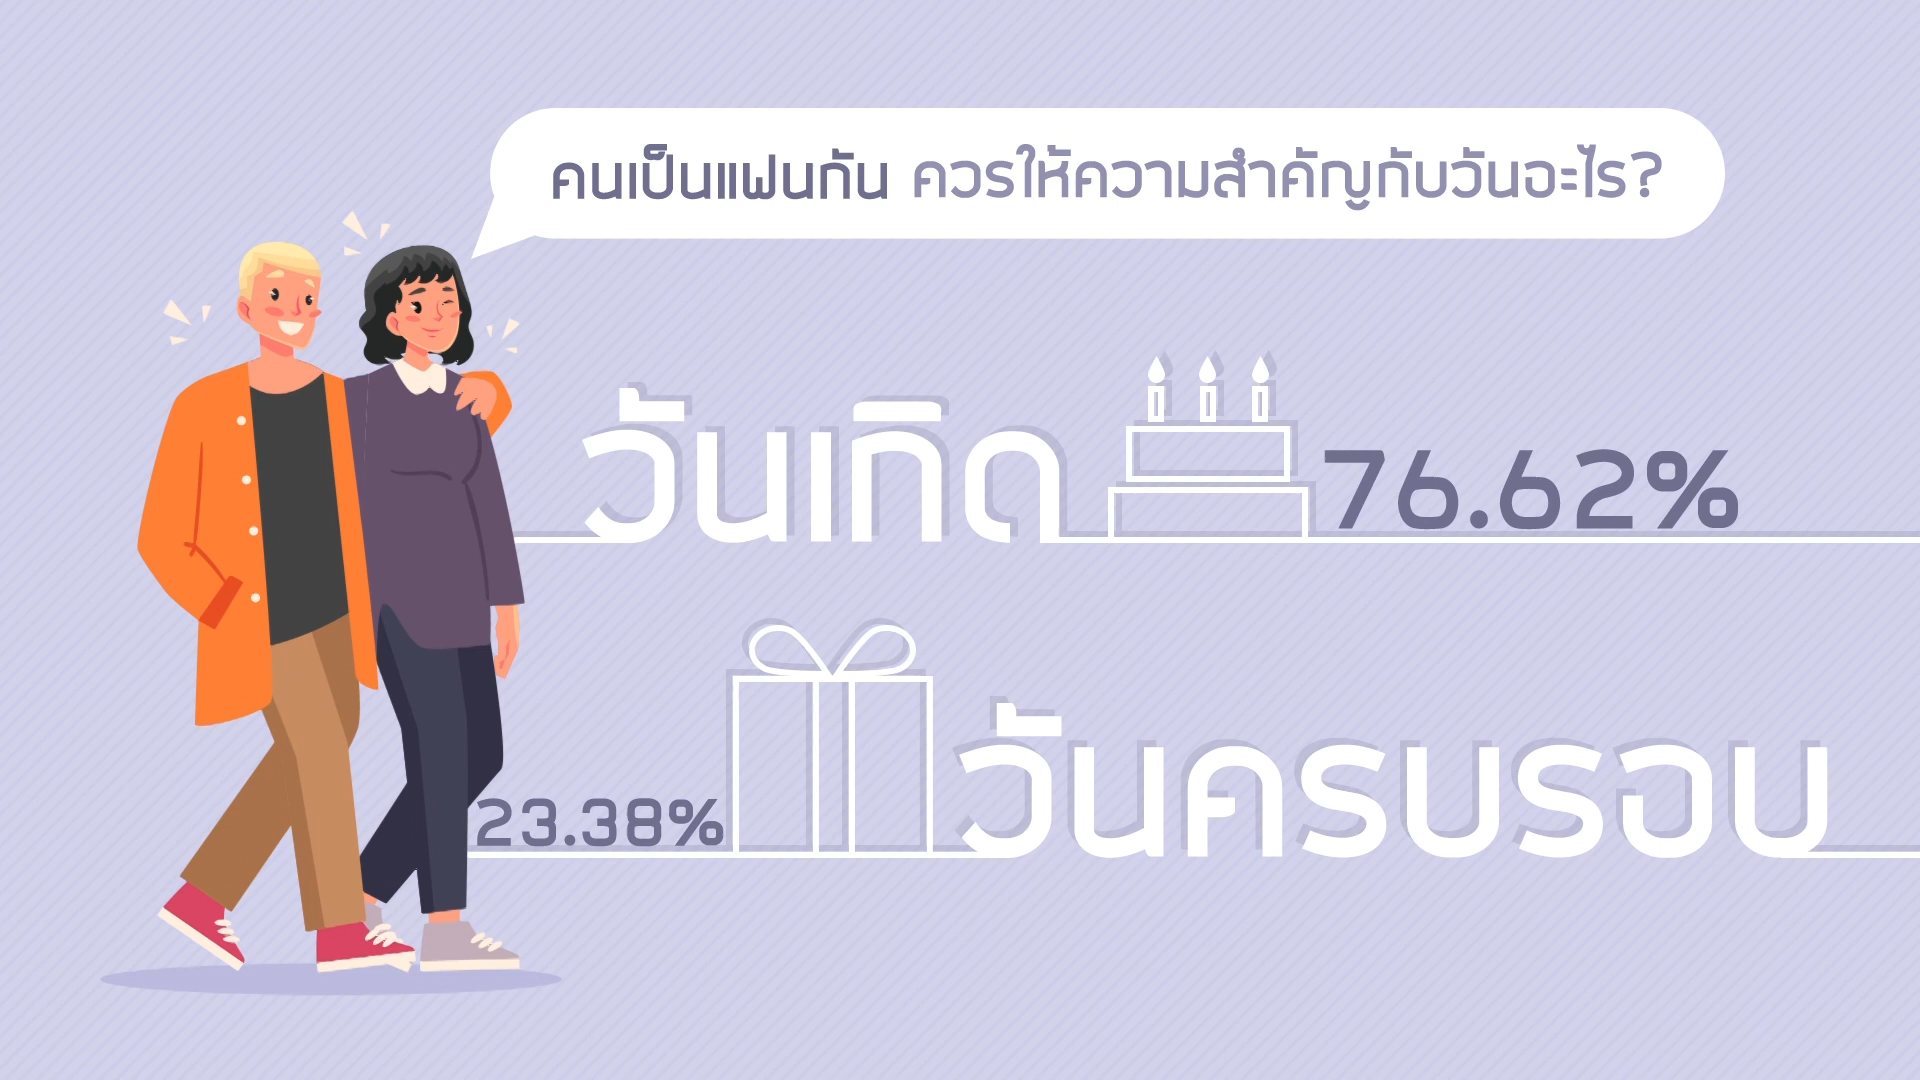 คนเป็นแฟนกัน ควรให้ความสำคัญกับวันอะไร?
วันเกิด 76.62%
23.38% วันครบรอบ